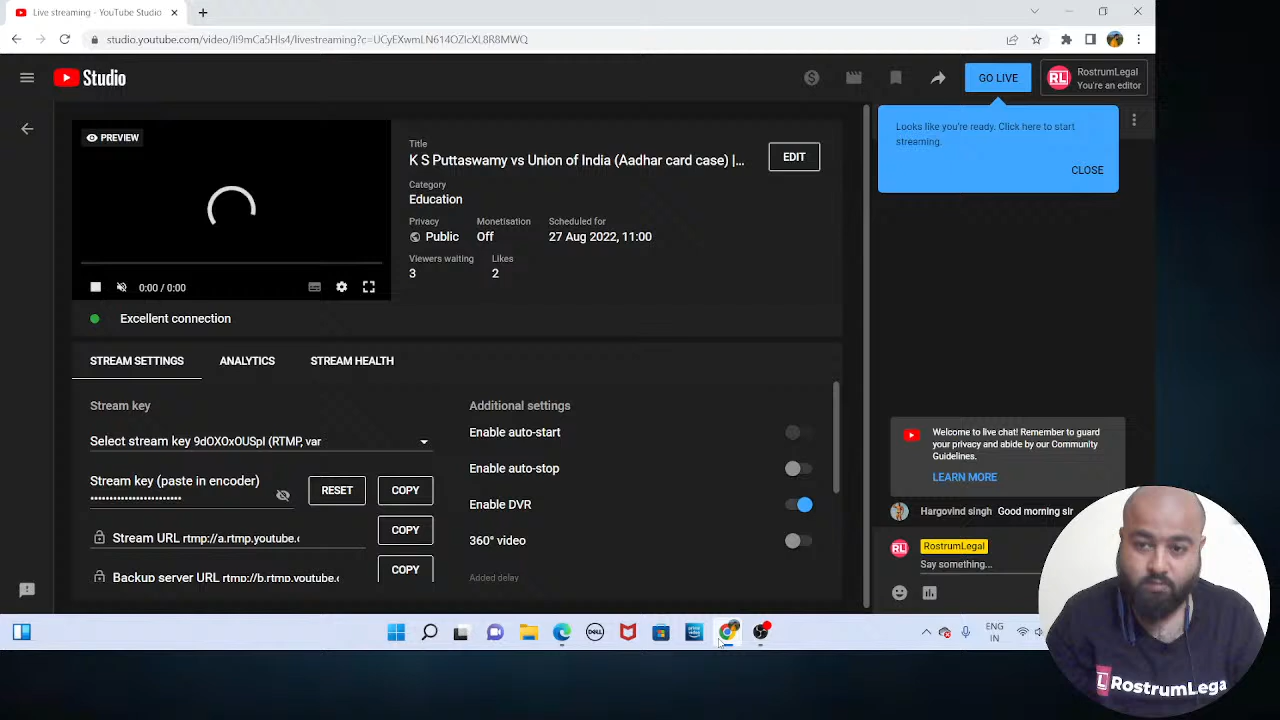 Live streaming - YouTube Studio
studio.youtube.com/video/li9mCa5Hls4/livestreaming?c=UCyEXwmLN614OZlcXL8R8MWQ
Studio
GO LIVE
RostrumLegal
You're an editor
Looks like you're ready. Click here to start
streaming.
CLOSE
PREVIEW
0:00 / 0:00
Title
K S Puttaswamy vs Union of India (Aadhar card case) |...
EDIT
Category
Education
Privacy
Public
Monetisation
Off
Scheduled for
27 Aug 2022, 11:00
Viewers waiting
3
Likes
2
Excellent connection
STREAM SETTINGS
ANALYTICS
STREAM HEALTH
Stream key
Select stream key 9dOX0xOUSpI (RTMP, var
Stream key (paste in encoder)
••••••••••••••••••••••••
RESET
COPY
Stream URL rtmp://a.rtmp.youtube.c
COPY
Backup server URL rtmp://b.rtmp.youtube.
COPY
Additional settings
Enable auto-start
Enable auto-stop
Enable DVR
360° video
Added delay
Welcome to live chat! Remember to guard
your privacy and abide by our Community
Guidelines.
LEARN MORE
Hargovind singh Good morning sir
RostrumLegal
Say something...
DELL
prime video
ENG
IN
RostrumLega